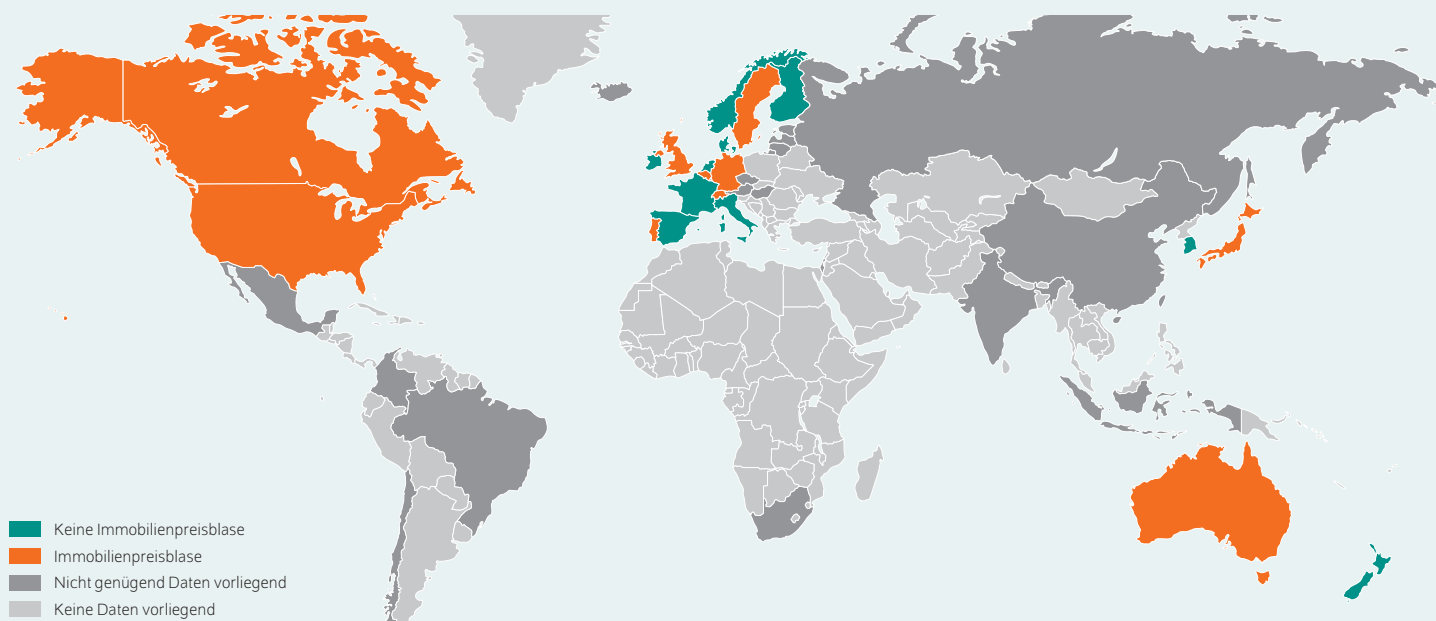 Keine Immobilienpreisblase
Immobilienpreisblase
Nicht genügend Daten vorliegend
Keine Daten vorliegend